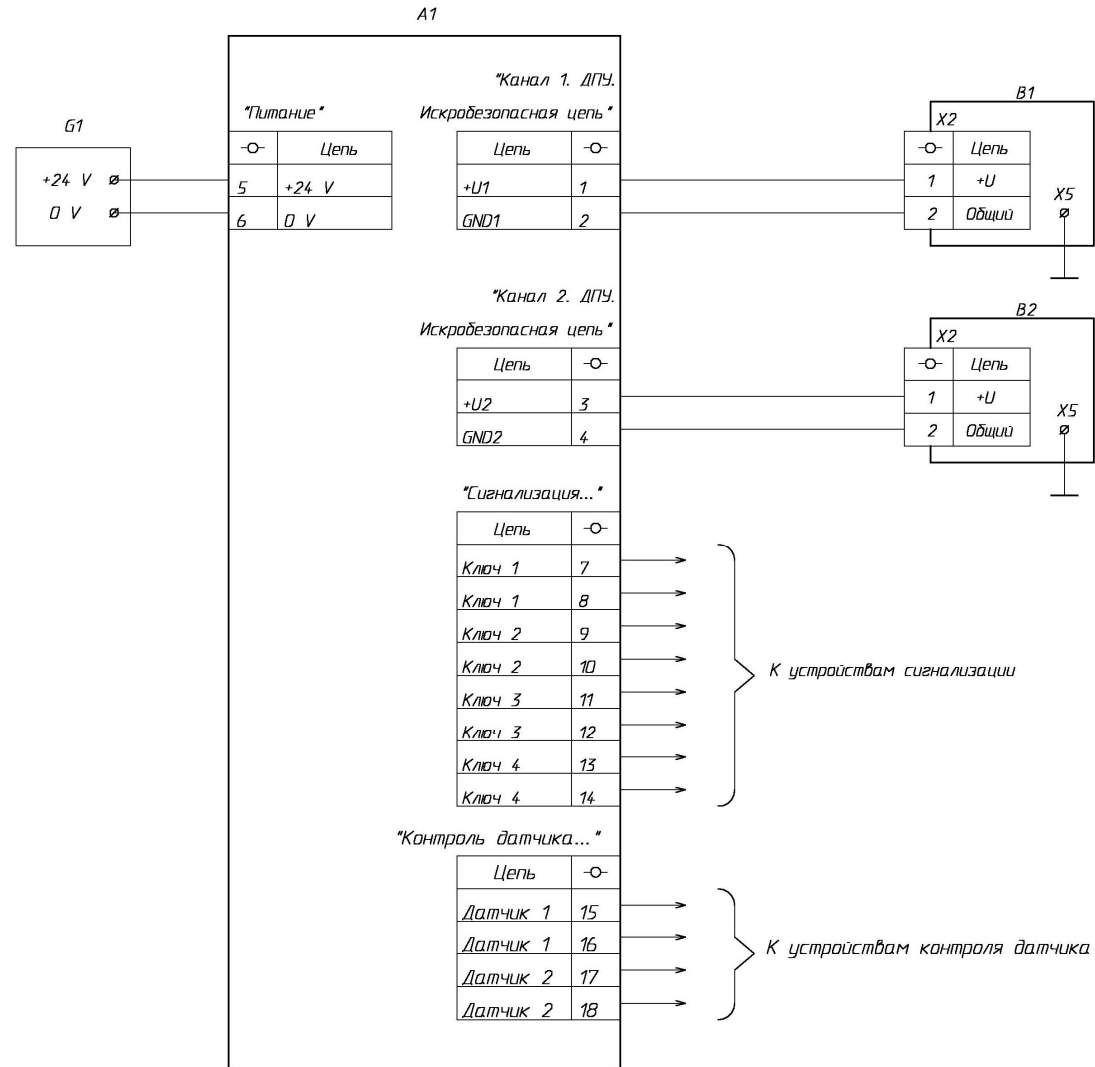 A1
G1
+24 V
0 V
"Питание"
Цепь
5 +24 V
6 0 V
"Канал 1. ДПУ.
Искробезопасная цепь"
Цепь
+U1 1
GND1 2
B1
X2
Цепь
1 +U
2 Общий
X5
"Канал 2. ДПУ.
Искробезопасная цепь"
Цепь
+U2 3
GND2 4
B2
X2
Цепь
1 +U
2 Общий
X5
"Сигнализация..."
Цепь
Ключ 1 7
Ключ 1 8
Ключ 2 9
Ключ 2 10
Ключ 3 11
Ключ 3 12
Ключ 4 13
Ключ 4 14
К устройствам сигнализации
"Контроль датчика..."
Цепь
Датчик 1 15
Датчик 1 16
Датчик 2 17
Датчик 2 18
К устройствам контроля датчика